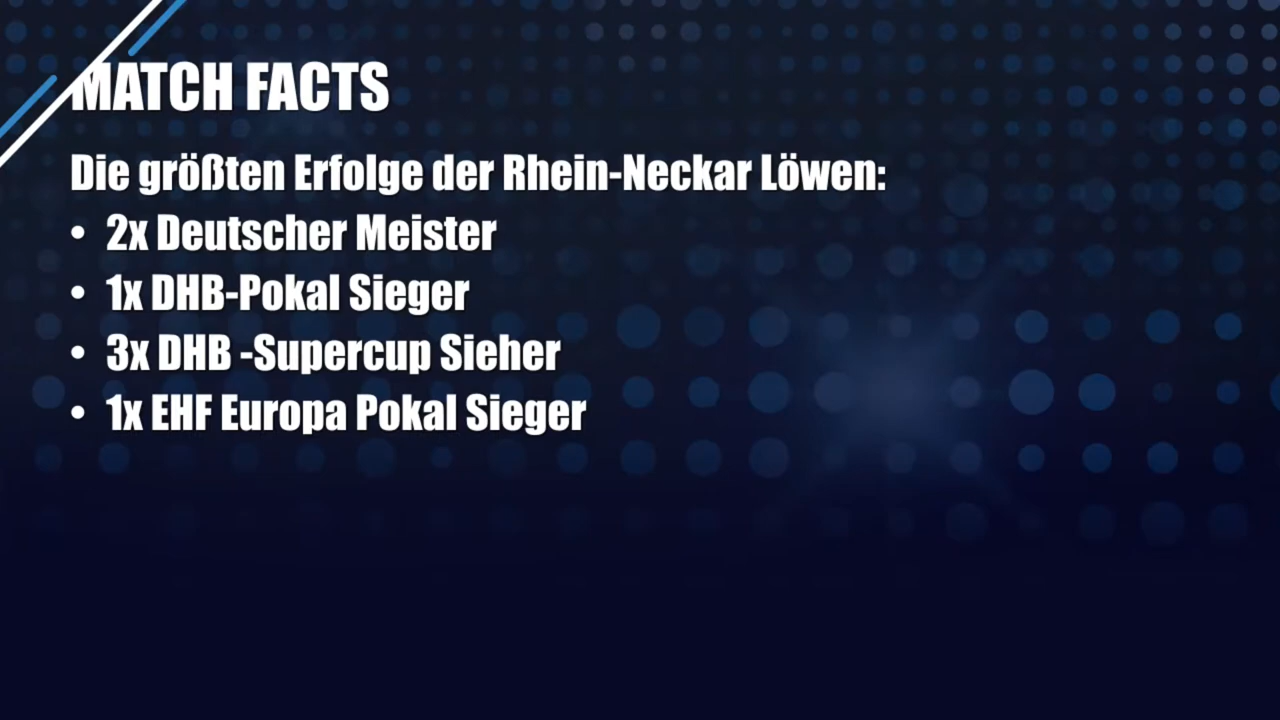 MATCH FACTS
Die größten Erfolge der Rhein-Neckar Löwen:
• 2x Deutscher Meister
• 1x DHB-Pokal Sieger
• 3x DHB -Supercup Sieher
• 1x EHF Europa Pokal Sieger